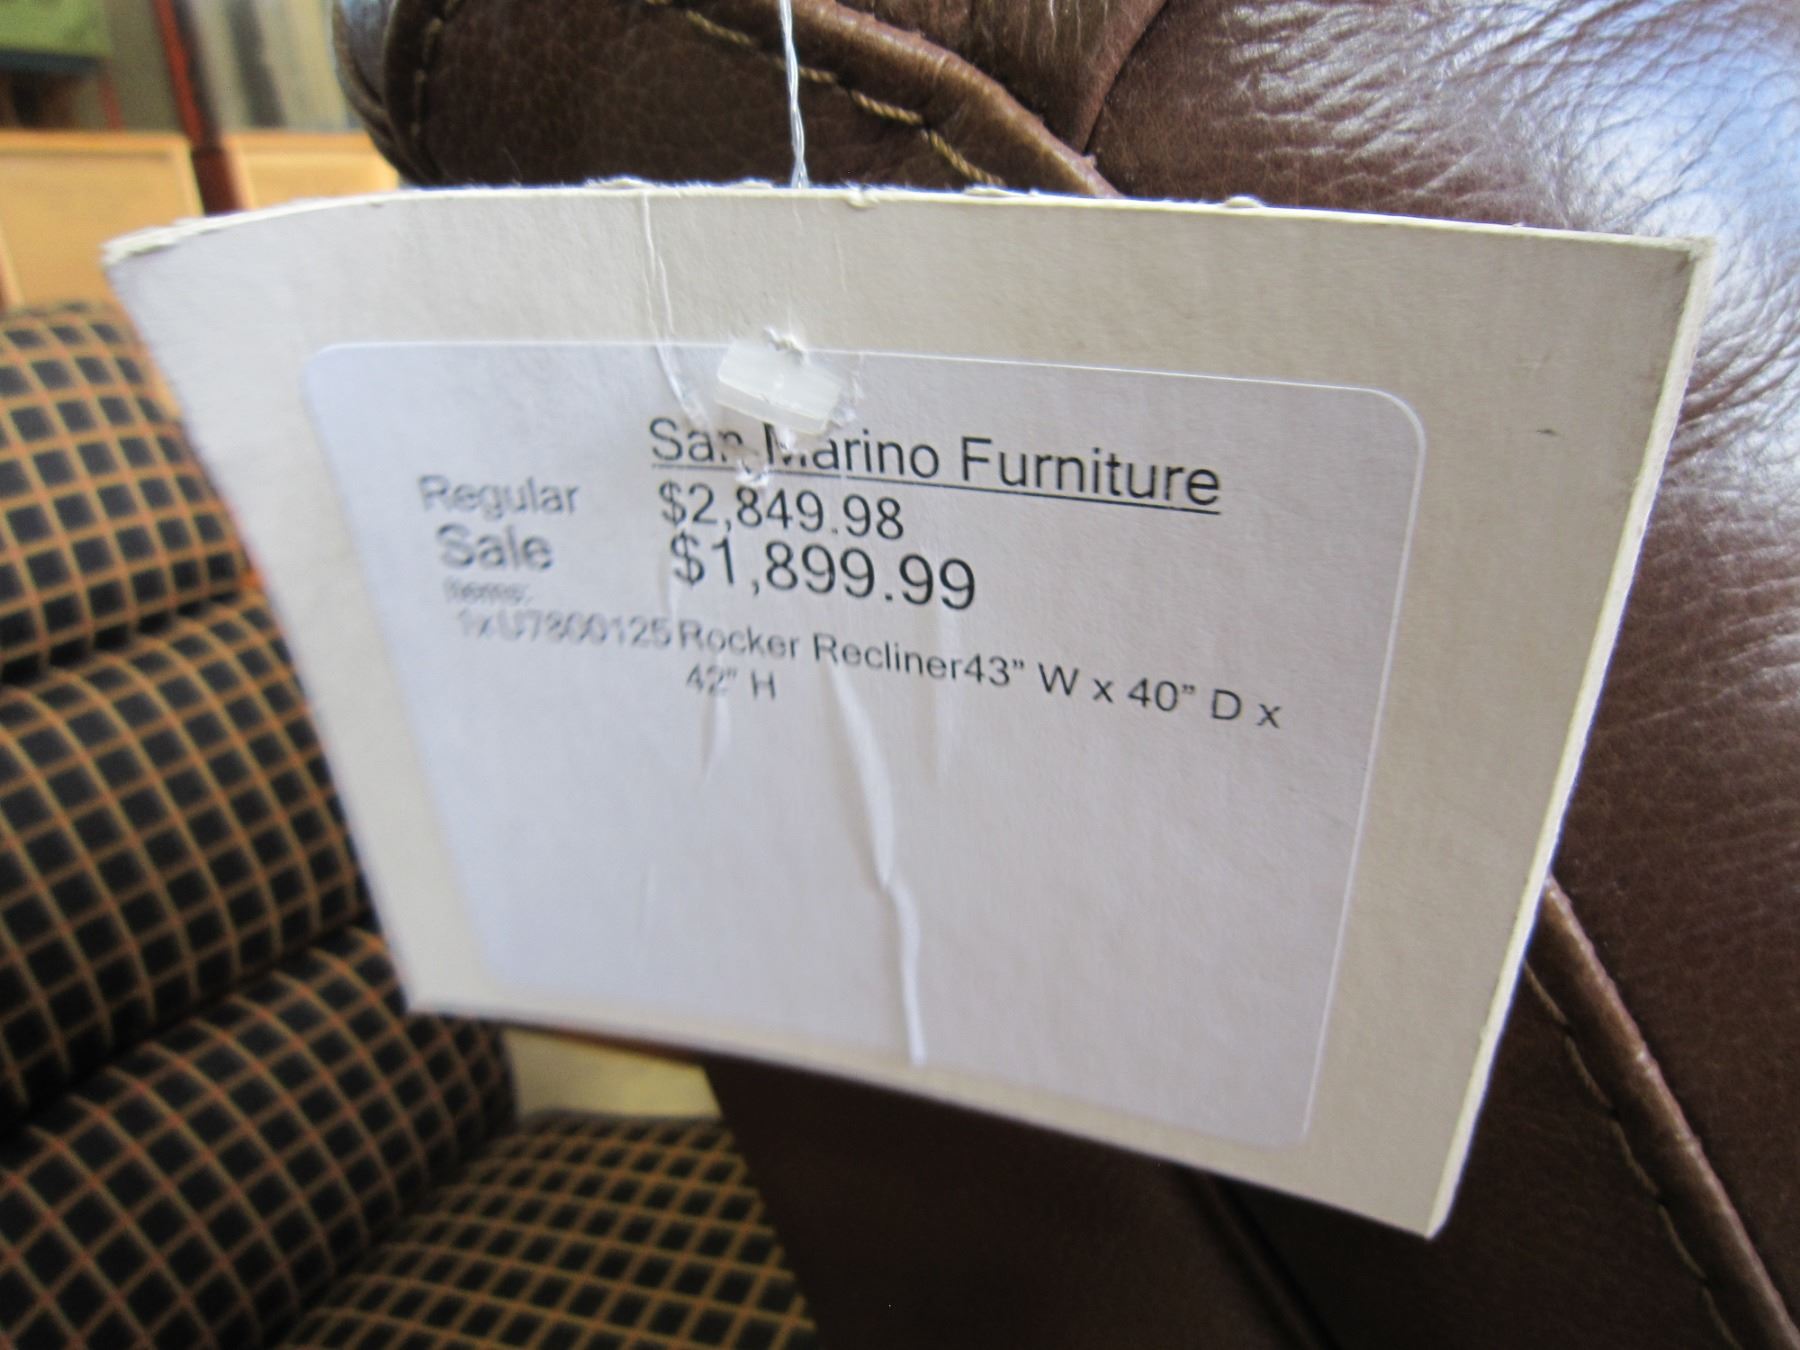 San Marino Furniture
Regular $2,849.98
Sale $1,899.99
Items:
1xU7800125 Rocker Recliner43” W x 40” D x
42” H